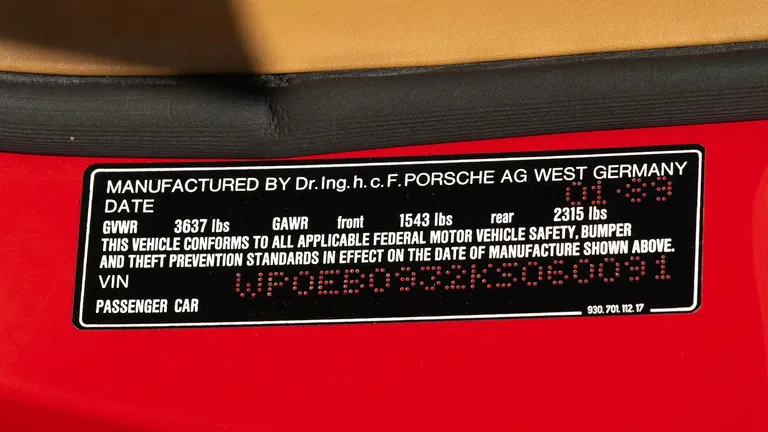 MANUFACTURED BY Dr.Ing.h.c.F.PORSCHE AG WEST GERMANY
DATE 01·89
GVWR 3637 lbs GAWR front 1543 lbs rear 2315 lbs
THIS VEHICLE CONFORMS TO ALL APPLICABLE FEDERAL MOTOR VEHICLE SAFETY, BUMPER
AND THEFT PREVENTION STANDARDS IN EFFECT ON THE DATE OF MANUFACTURE SHOWN ABOVE.
VIN WP0EB0932KS060091
PASSENGER CAR 930.701.112.17